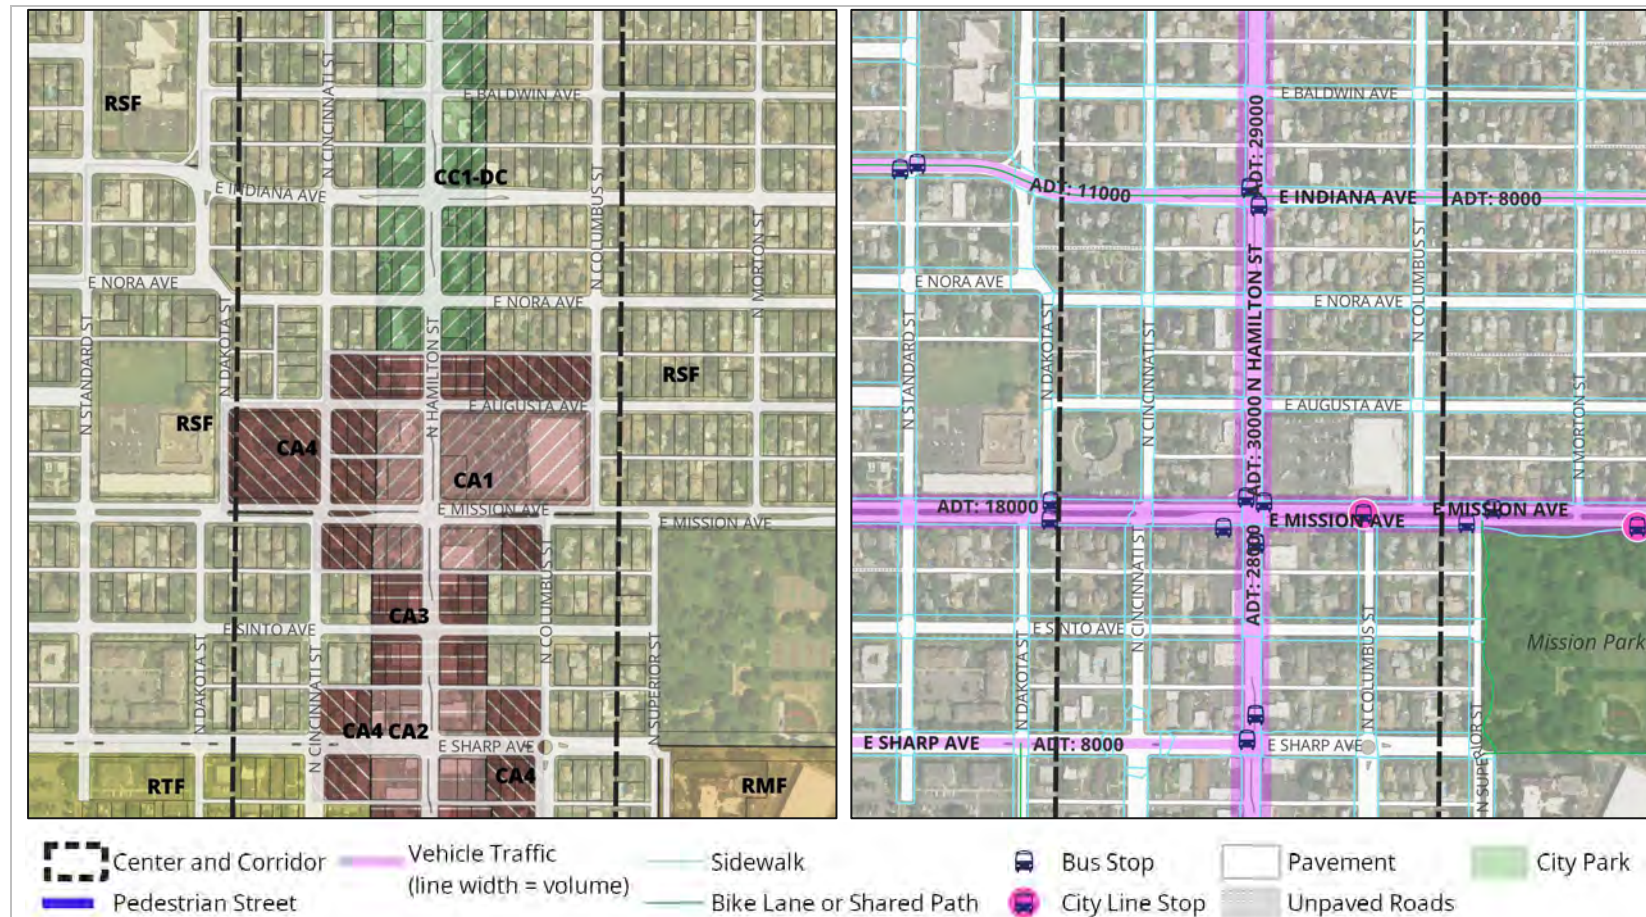 RSF
N CINCINNATI ST
E BALDWIN AVE
CC1-DC
E INDIANA AVE
N COLUMBUS ST
N MORTON ST
E NORA AVE
E NORA AVE
N STANDARD ST
N DAKOTA ST
N HAMILTON ST
RSF
E AUGUSTA AVE
RSF
CA4
CA1
E MISSION AVE
E MISSION AVE
CA3
E SINTO AVE
N COLUMBUS ST
N DAKOTA ST
N CINCINNATI ST
N SUPERIOR ST
CA4 CA2
E SHARP AVE
CA4
RTF
RMF
E BALDWIN AVE
ADT: 29000
ADT: 11000
E INDIANA AVE
ADT: 8000
N COLUMBUS ST
E NORA AVE
E NORA AVE
N STANDARD ST
N DAKOTA ST
N CINCINNATI ST
ADT: 30000 N HAMILTON ST
E AUGUSTA AVE
N MORTON ST
ADT: 18000
E MISSION AVE
E MISSION AVE
ADT: 28000
N CINCINNATI ST
E SINTO AVE
N DAKOTA ST
N COLUMBUS ST
Mission Park
E SHARP AVE
ADT: 8000
E SHARP AVE
N SUPERIOR ST
Center and Corridor
Pedestrian Street
Vehicle Traffic
(line width = volume)
Sidewalk
Bike Lane or Shared Path
Bus Stop
City Line Stop
Pavement
Unpaved Roads
City Park